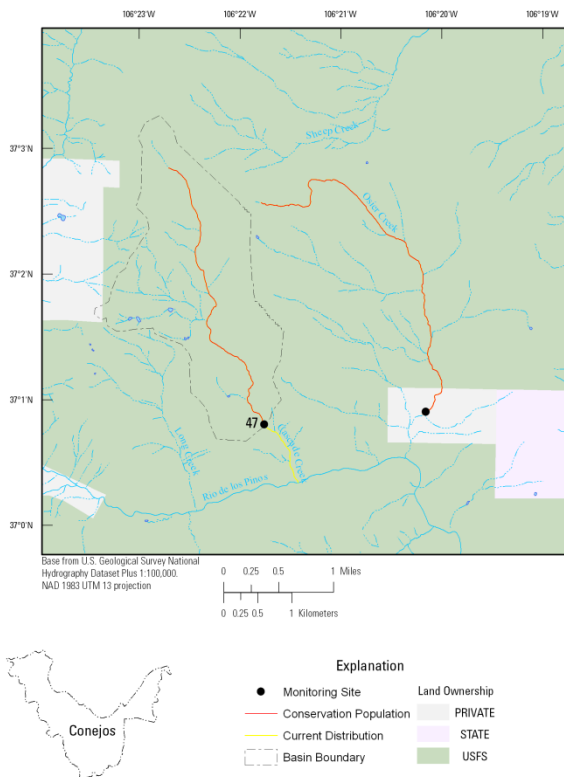 106°23'W 106°22'W 106°21'W 106°20'W 106°19'W
37°3'N
37°2'N
37°1'N
37°0'N
Sheep Creek
Osier Creek
47
Long Creek
Cascade Creek
Rio de los Pinos
Base from U.S. Geological Survey National
Hydrography Dataset Plus 1:100,000.
NAD 1983 UTM 13 projection
0 0.25 0.5 1 Miles
0 0.25 0.5 1 Kilometers
Conejos
Explanation
Monitoring Site
Conservation Population
Current Distribution
Basin Boundary
Land Ownership
PRIVATE
STATE
USFS